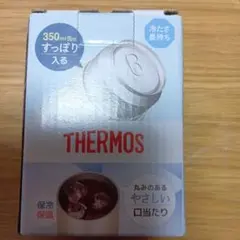 350ml缶が
すっぽり
入る
冷たさ
長持ち
B
THERMOS
保冷
保温
丸みのある
やさしい
口当たり